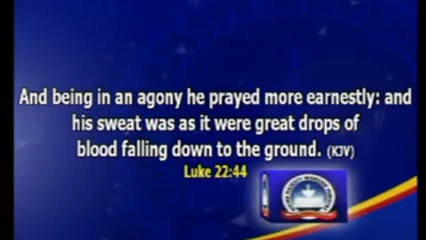 And being in an agony he prayed more earnestly: and
his sweat was as it were great drops of
blood falling down to the ground. (KJV)
Luke 22:44